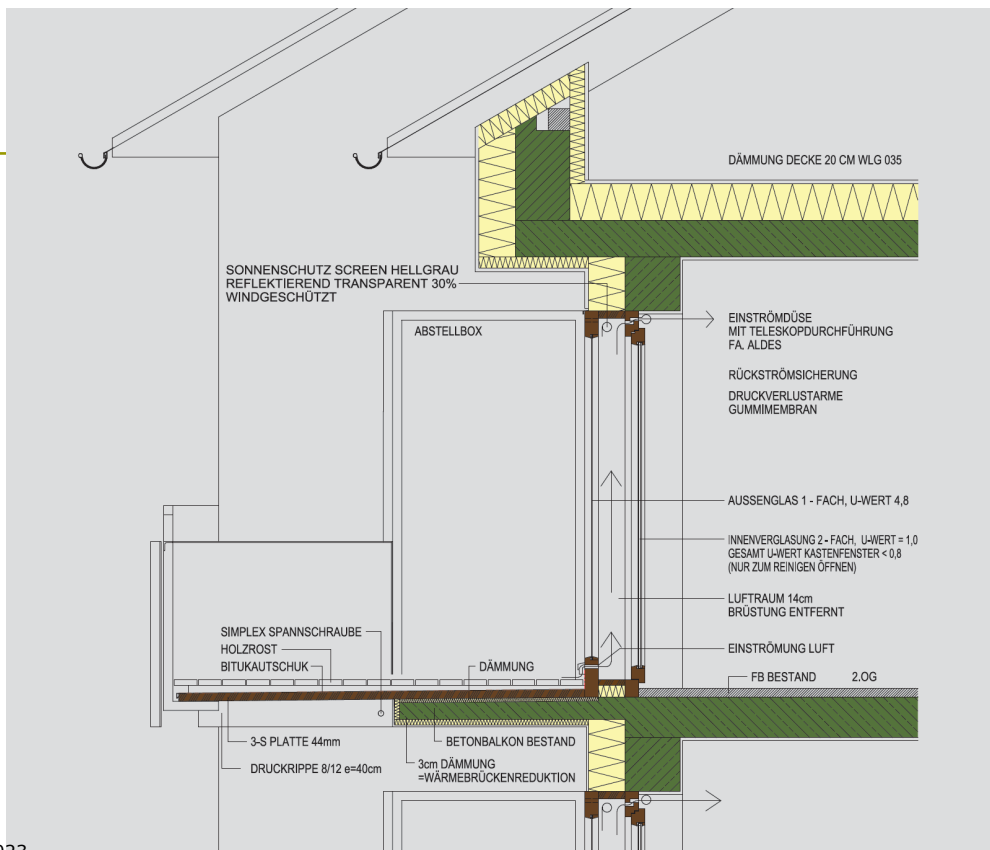 DÄMMUNG DECKE 20 CM WLG 035
SONNENSCHUTZ SCREEN HELLGRAU
REFLEKTIEREND TRANSPARENT 30%
WINDGESCHÜTZT
ABSTELLBOX
EINSTRÖMDÜSE
MIT TELESKOPDURCHFÜHRUNG
FA. ALDES
RÜCKSTRÖMSICHERUNG
DRUCKVERLUSTARME
GUMMIMEMBRAN
AUSSENGLAS 1 - FACH, U-WERT 4,8
INNENVERGLASUNG 2 - FACH, U-WERT = 1,0
GESAMT U-WERT KASTENFENSTER < 0,8
(NUR ZUM REINIGEN ÖFFNEN)
LUFTRAUM 14cm
BRÜSTUNG ENTFERNT
SIMPLEX SPANNSCHRAUBE
HOLZROST
BITUKAUTSCHUK
DÄMMUNG
EINSTRÖMUNG LUFT
FB BESTAND 2.OG
3-S PLATTE 44mm
BETONBALKON BESTAND
DRUCKRIPPE 8/12 e=40cm
3cm DÄMMUNG
=WÄRMEBRÜCKENREDUKTION